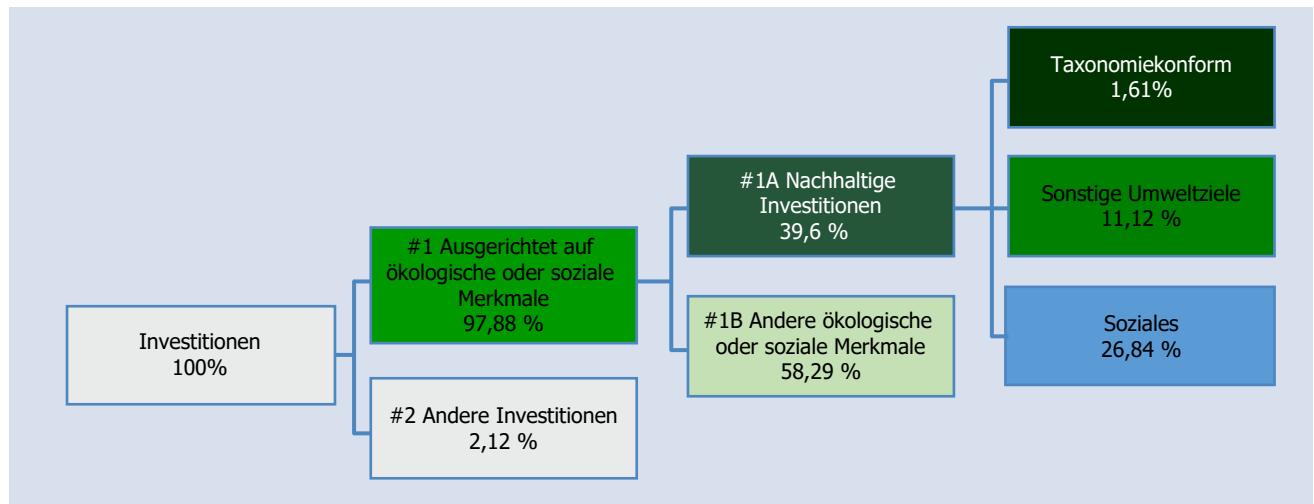 Investitionen
100%
#1 Ausgerichtet auf
ökologische oder soziale
Merkmale
97,88 %
#2 Andere Investitionen
2,12 %
#1A Nachhaltige
Investitionen
39,6 %
#1B Andere ökologische
oder soziale Merkmale
58,29 %
Taxonomiekonform
1,61%
Sonstige Umweltziele
11,12 %
Soziales
26,84 %